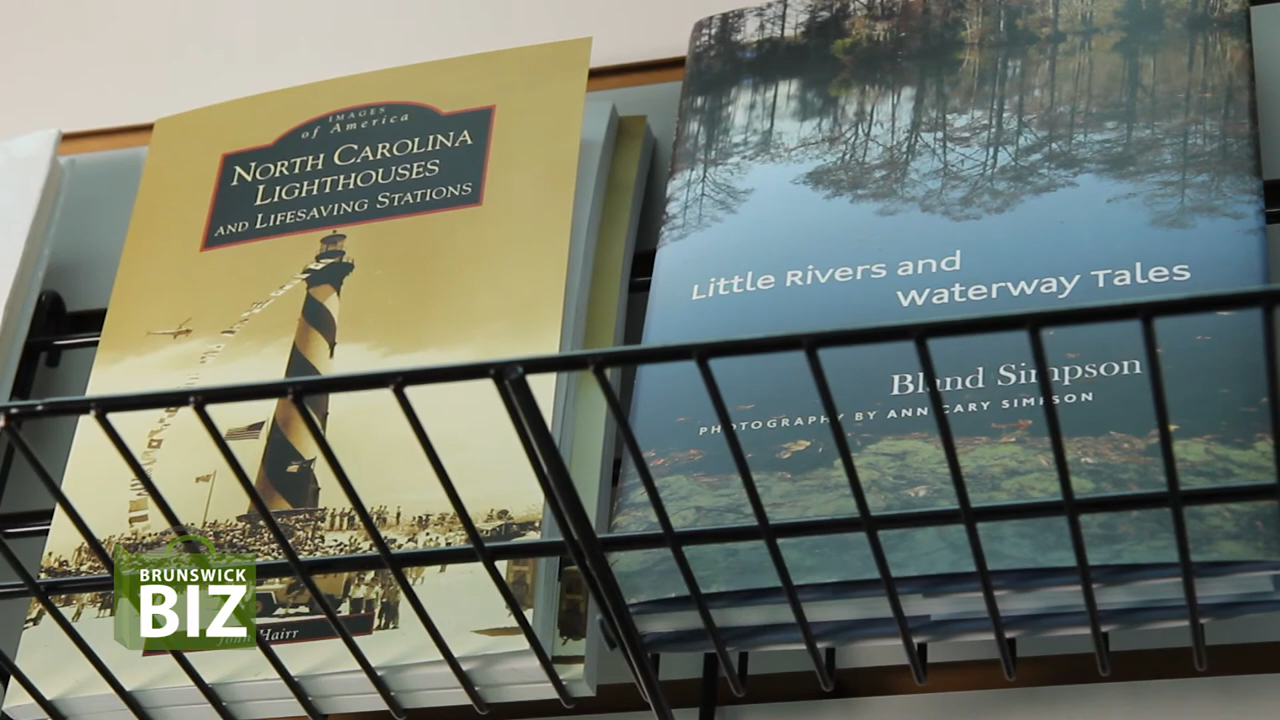 IMAGES
of America
NORTH CAROLINA
LIGHTHOUSES
AND LIFESAVING STATIONS
John Hairr
Little Rivers and
Waterway Tales
Bland Simpson
PHOTOGRAPHY BY ANN CARY SIMPSON
BRUNSWICK
BIZ